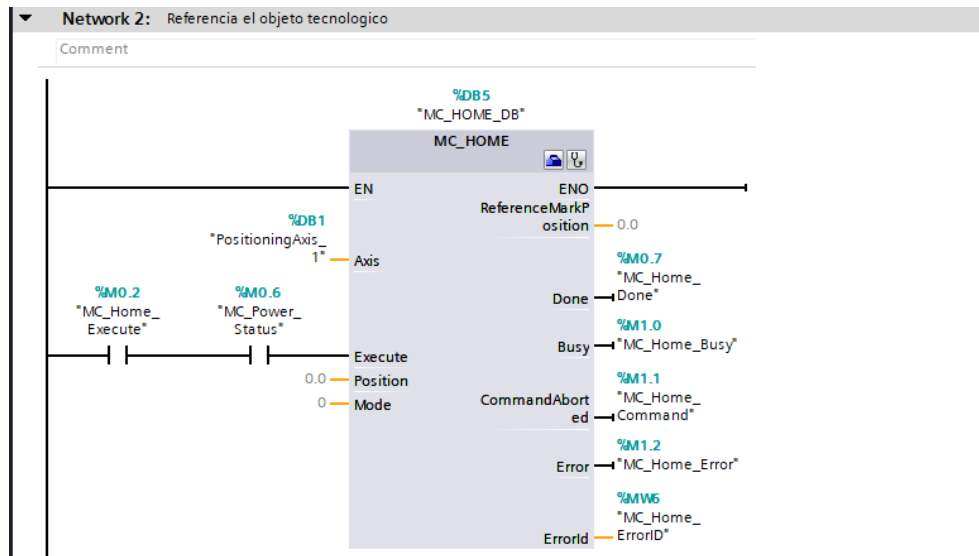 Network 2: Referencia el objeto tecnologico
Comment
%DB5
"MC_HOME_DB"
MC_HOME
EN
ENO
%DB1
"PositioningAxis_
1"
Axis
ReferenceMarkP
osition
0.0
%M0.7
"MC_Home_
Done"
Done
%M0.2
"MC_Home_
Execute"
%M0.6
"MC_Power_
Status"
Execute
%M1.0
"MC_Home_Busy"
Busy
0.0
Position
0
Mode
%M1.1
"MC_Home_
Command"
CommandAbort
ed
%M1.2
"MC_Home_Error"
Error
%MW6
"MC_Home_
ErrorID"
ErrorId